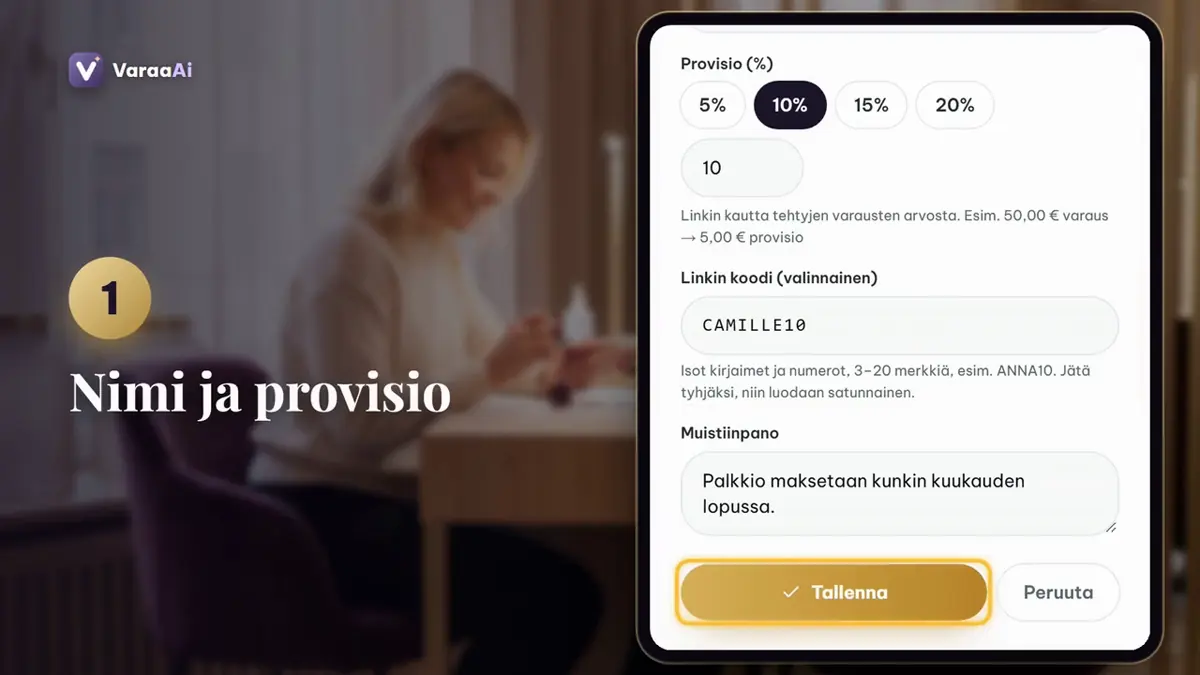 VaraaAi
1
Nimi ja provisio
Provisio (%)
5%
10%
15%
20%
10
Linkin kautta tehtyjen varausten arvosta. Esim. 50,00 € varaus
→ 5,00 € provisio
Linkin koodi (valinnainen)
CAMILLE10
Isot kirjaimet ja numerot, 3–20 merkkiä, esim. ANNA10. Jätä
tyhjäksi, niin luodaan satunnainen.
Muistiinpano
Palkkio maksetaan kunkin kuukauden
lopussa.
✓ Tallenna
Peruuta